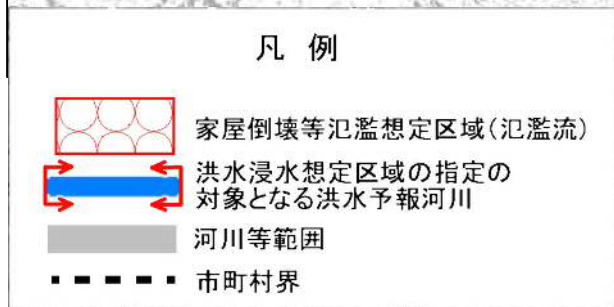 凡 例
家屋倒壊等氾濫想定区域(氾濫流)
洪水浸水想定区域の指定の
対象となる洪水予報河川
河川等範囲
市町村界